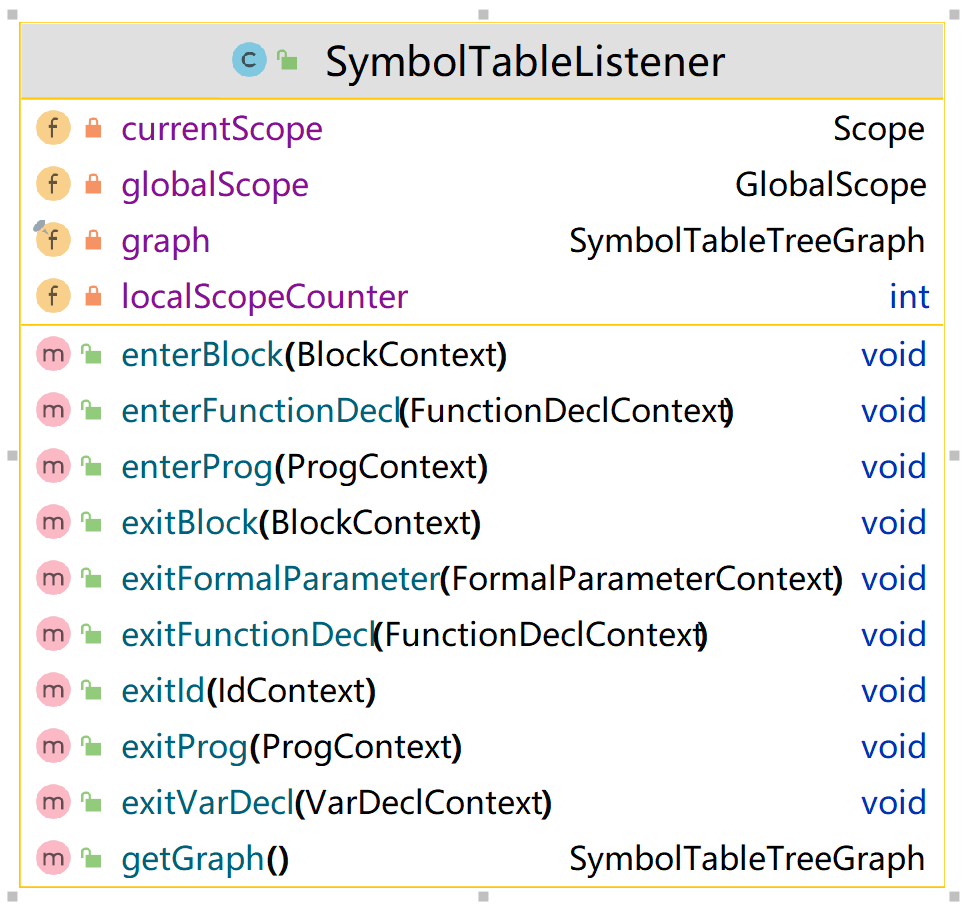 C SymbolTableListener
f currentScope Scope
f globalScope GlobalScope
f graph SymbolTableTreeGraph
f localScopeCounter int
m enterBlock(BlockContext) void
m enterFunctionDecl(FunctionDeclContext) void
m enterProg(ProgContext) void
m exitBlock(BlockContext) void
m exitFormalParameter(FormalParameterContext) void
m exitFunctionDecl(FunctionDeclContext) void
m exitId(IdContext) void
m exitProg(ProgContext) void
m exitVarDecl(VarDeclContext) void
m getGraph() SymbolTableTreeGraph